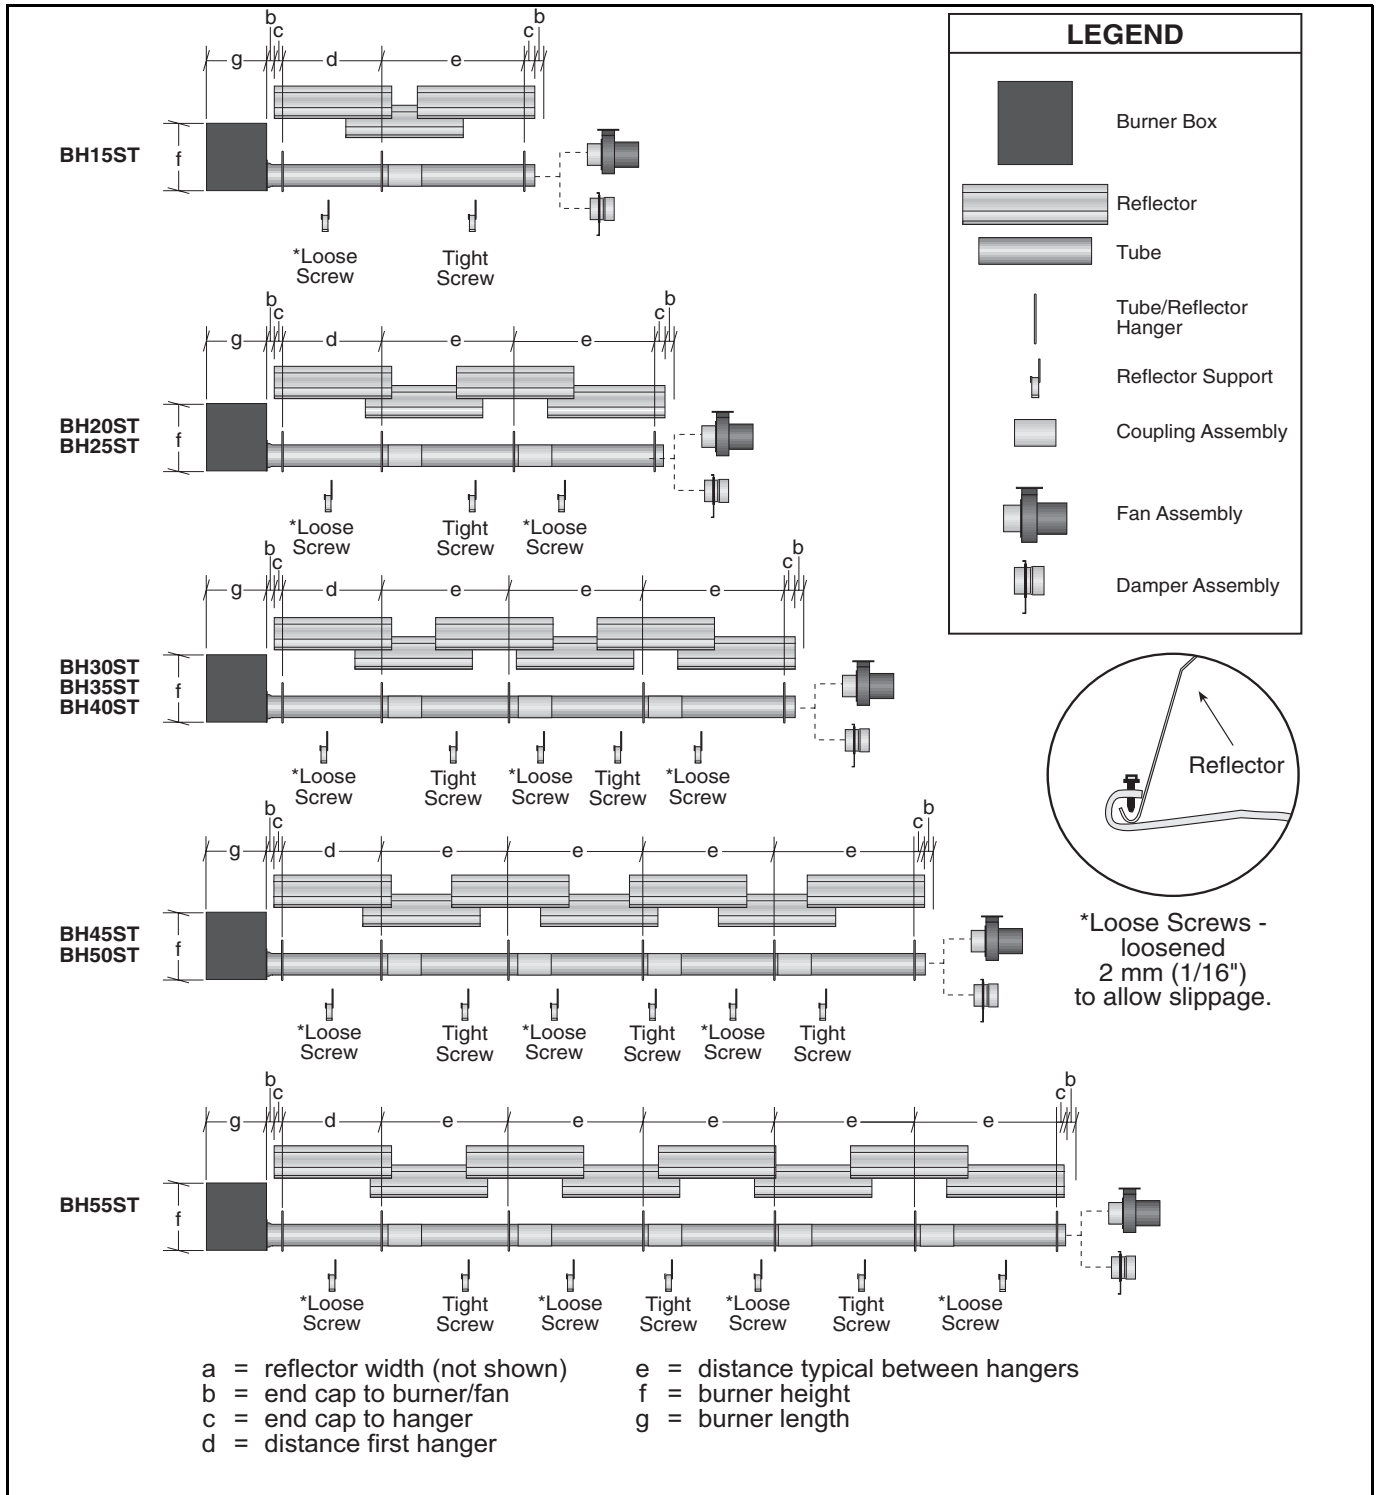 b
c
b
c
g
d
e
BH15ST
f
*Loose
Screw
Tight
Screw
b
c
b
c
g
d
e
e
BH20ST
BH25ST
f
*Loose
Screw
Tight
Screw
*Loose
Screw
b
c
b
c
g
d
e
e
e
BH30ST
BH35ST
BH40ST
f
*Loose
Screw
Tight
Screw
*Loose
Screw
Tight
Screw
*Loose
Screw
b
c
b
c
g
d
e
e
e
e
BH45ST
BH50ST
f
*Loose
Screw
Tight
Screw
*Loose
Screw
Tight
Screw
*Loose
Screw
Tight
Screw
b
c
b
c
g
d
e
e
e
e
e
BH55ST
f
*Loose
Screw
Tight
Screw
*Loose
Screw
Tight
Screw
*Loose
Screw
Tight
Screw
*Loose
Screw
LEGEND
Burner Box
Reflector
Tube
Tube/Reflector
Hanger
Reflector Support
Coupling Assembly
Fan Assembly
Damper Assembly
Reflector
*Loose Screws -
loosened
2 mm (1/16")
to allow slippage.
a = reflector width (not shown)
b = end cap to burner/fan
c = end cap to hanger
d = distance first hanger
e = distance typical between hangers
f = burner height
g = burner length